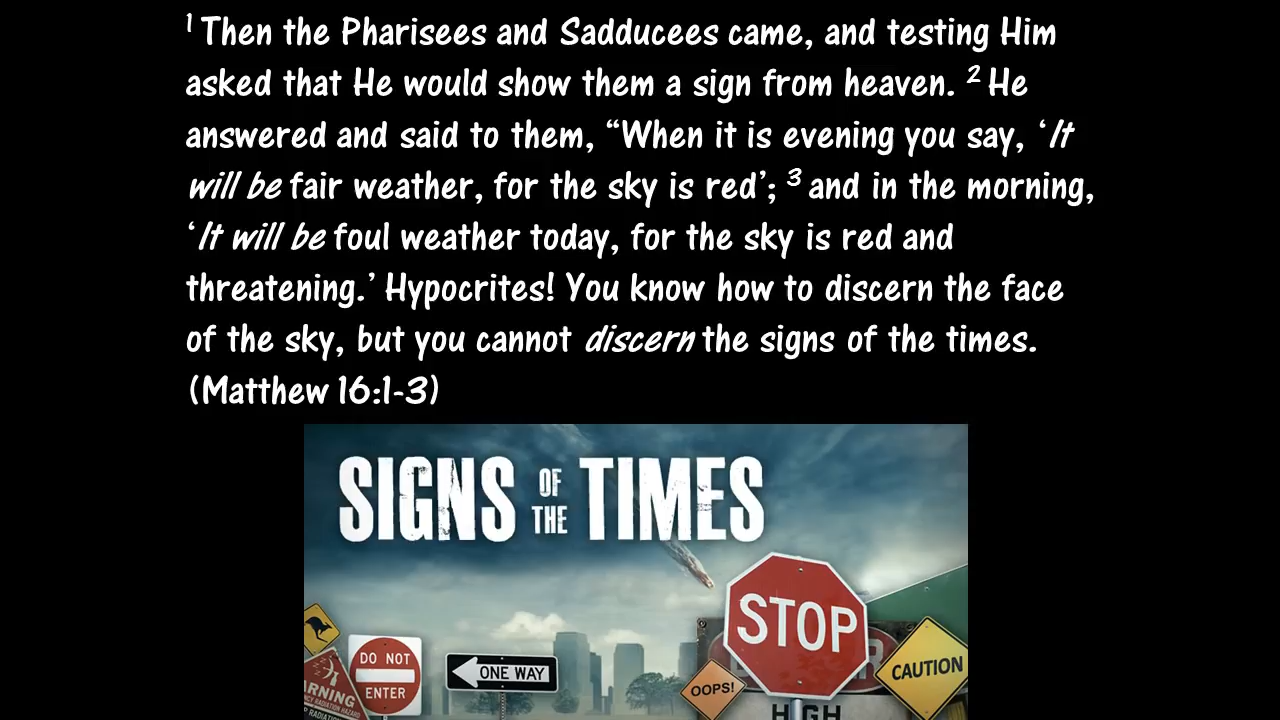 ¹ Then the Pharisees and Sadducees came, and testing Him
asked that He would show them a sign from heaven. ² He
answered and said to them, “When it is evening you say, ‘It
will be fair weather, for the sky is red’; ³ and in the morning,
‘It will be foul weather today, for the sky is red and
threatening.’ Hypocrites! You know how to discern the face
of the sky, but you cannot discern the signs of the times.
(Matthew 16:1-3)
SIGNS OF THE TIMES
STOP
DO NOT
ENTER
ONE WAY
OOPS!
CAUTION
HIGH